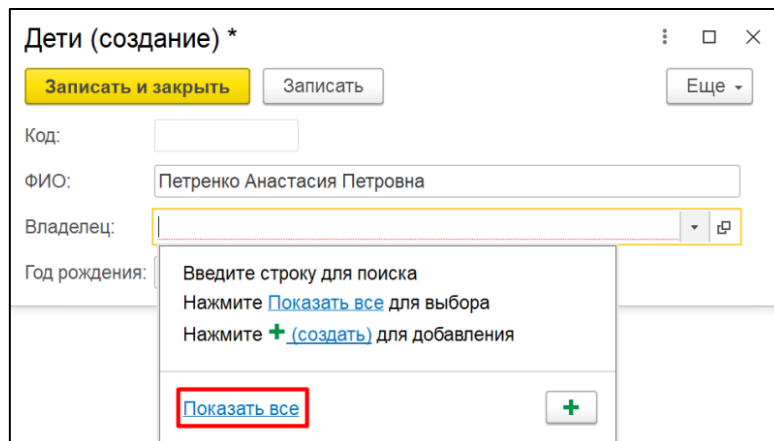 Дети (создание) *
Записать и закрыть Записать Еще
Код:
ФИО: Петренко Анастасия Петровна
Владелец:
Год рождения:
Введите строку для поиска
Нажмите Показать все для выбора
Нажмите + (создать) для добавления
Показать все +